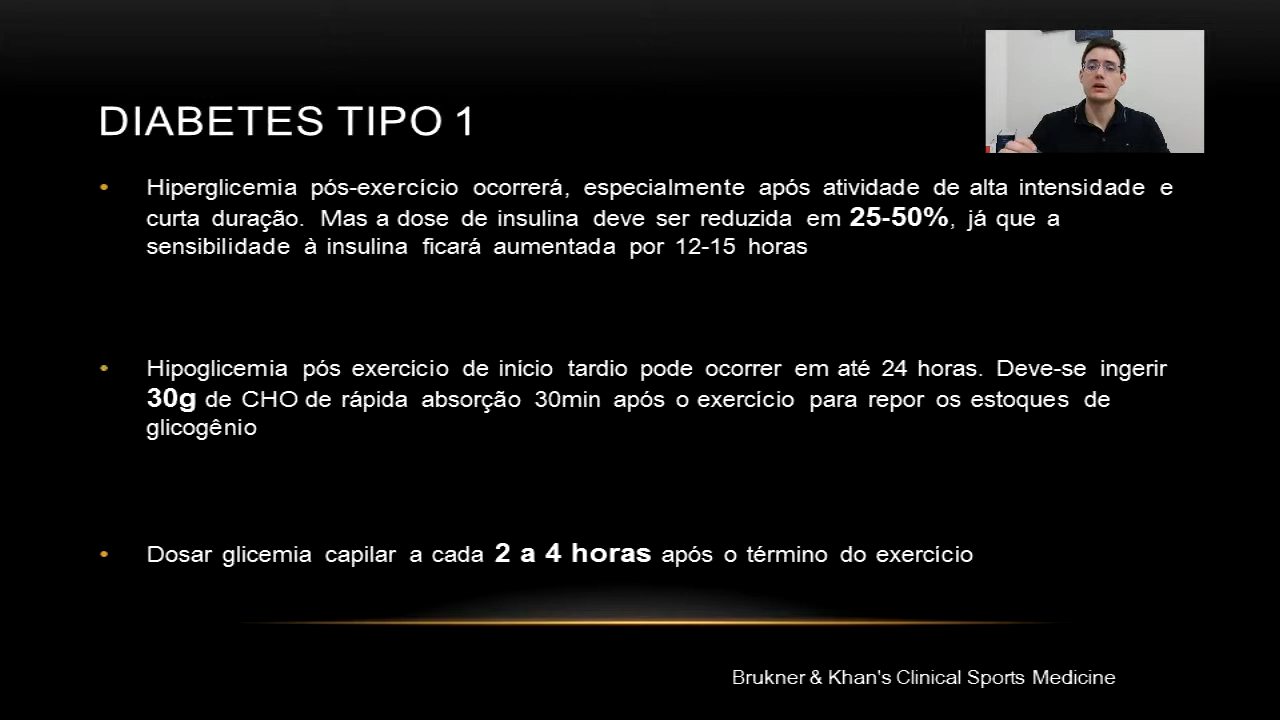 DIABETES TIPO 1
• Hiperglicemia pós-exercício ocorrerá, especialmente após atividade de alta intensidade e
curta duração. Mas a dose de insulina deve ser reduzida em 25-50%, já que a
sensibilidade à insulina ficará aumentada por 12-15 horas
• Hipoglicemia pós exercício de início tardio pode ocorrer em até 24 horas. Deve-se ingerir
30g de CHO de rápida absorção 30min após o exercício para repor os estoques de
glicogênio
• Dosar glicemia capilar a cada 2 a 4 horas após o término do exercício
Brukner & Khan's Clinical Sports Medicine